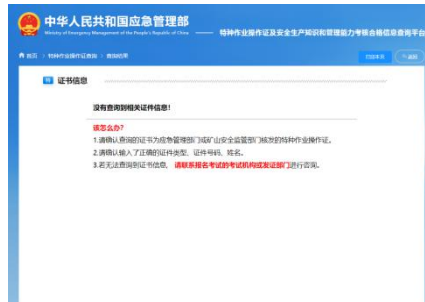 中华人民共和国应急管理部
Ministry of Emergency Management of the People's Republic of China
特种作业操作证及安全生产知识和管理能力考核合格信息查询平台
首页 > 特种作业操作证查询 > 查询结果
打印本页
返回
证书信息
没有查询到相关证件信息!
该怎么办?
1.请确认查询的证书为应急管理部门或矿山安全监管部门核发的特种作业操作证。
2.请确认输入了正确的证件类型、证件号码、姓名。
3.若无法查询到证书信息，请联系报名考试的考试机构或发证部门进行咨询。